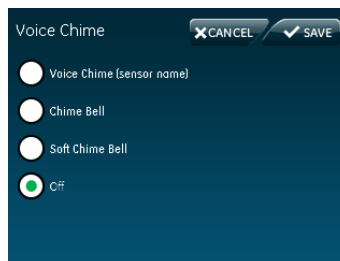 Voice Chime
CANCEL
SAVE
Voice Chime (sensor name)
Chime Bell
Soft Chime Bell
Off